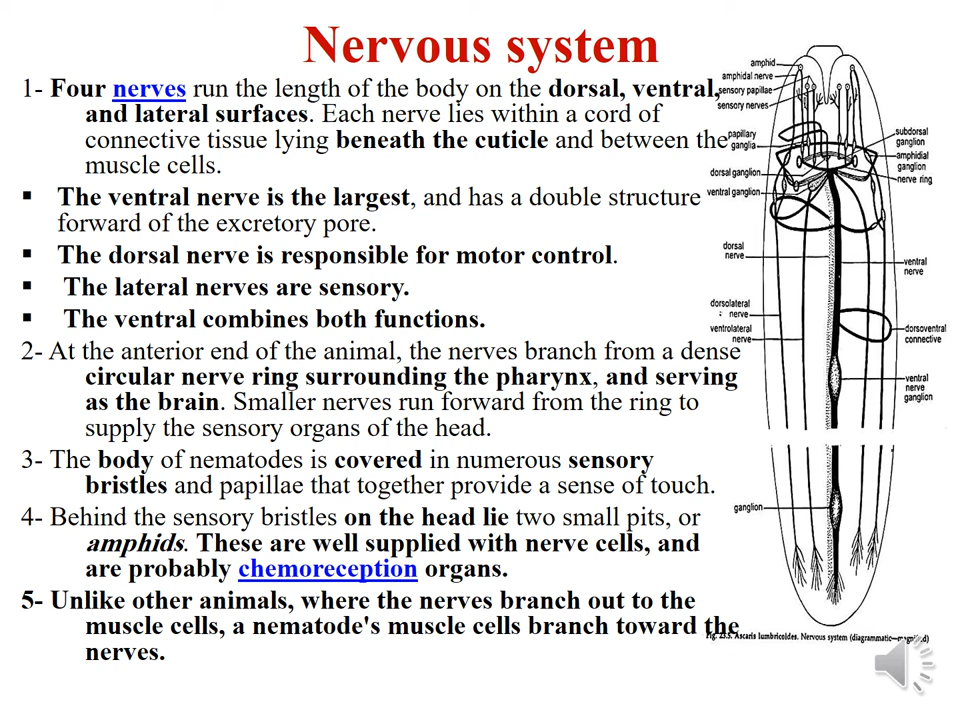 Nervous system
1- Four nerves run the length of the body on the dorsal, ventral,
and lateral surfaces. Each nerve lies within a cord of
connective tissue lying beneath the cuticle and between the
muscle cells.
▪ The ventral nerve is the largest, and has a double structure
forward of the excretory pore.
▪ The dorsal nerve is responsible for motor control.
▪ The lateral nerves are sensory.
▪ The ventral combines both functions.
2- At the anterior end of the animal, the nerves branch from a dense
circular nerve ring surrounding the pharynx, and serving
as the brain. Smaller nerves run forward from the ring to
supply the sensory organs of the head.
3- The body of nematodes is covered in numerous sensory
bristles and papillae that together provide a sense of touch.
4- Behind the sensory bristles on the head lie two small pits, or
amphids. These are well supplied with nerve cells, and
are probably chemoreception organs.
5- Unlike other animals, where the nerves branch out to the
muscle cells, a nematode's muscle cells branch toward the
nerves.
amphid
amphidal nerve
sensory papillae
sensory nerves
papillary
ganglia
dorsal ganglion
ventral ganglion
subdorsal
ganglion
amphidial
ganglion
nerve ring
dorsal
nerve
ventral
nerve
dorsolateral
nerve
ventrolateral
nerve
dorsoventral
connective
ventral
nerve
ganglion
ganglion
Fig. 23.5. Ascaris lumbricoides. Nervous system (diagrammatic—magnified)